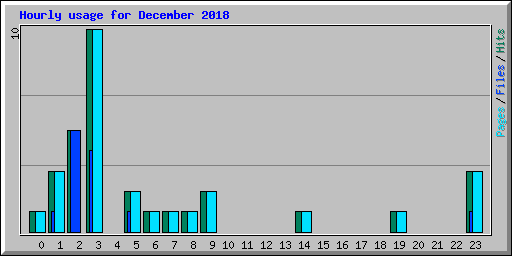 Hourly usage for December 2018
10
Pages/Files/Hits
0 1 2 3 4 5 6 7 8 9 10 11 12 13 14 15 16 17 18 19 20 21 22 23